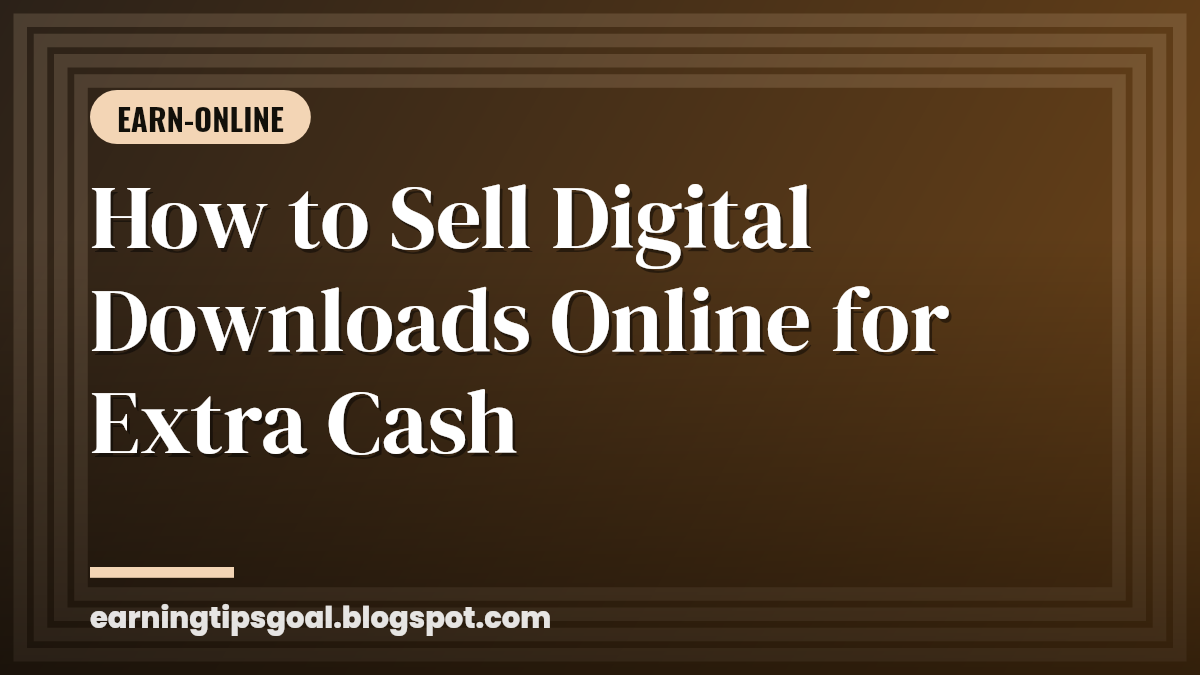 EARN-ONLINE
How to Sell Digital
Downloads Online for
Extra Cash
earningtipsgoal.blogspot.com